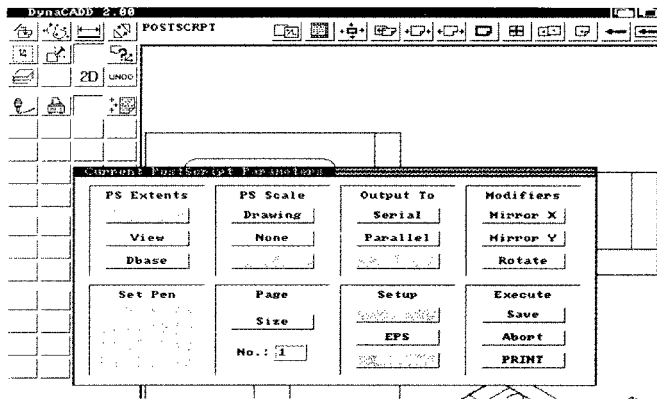 DynaCADD 2.00
POSTSCRPT
2D
UNDO
Current PostScript Parameters
PS Extents
PS Scale
Output To
Modifiers
Drawing
Serial
Mirror X
View
None
Parallel
Mirror Y
Dbase
Rotate
Set Pen
Page
Setup
Execute
Size
Save
EPS
Abort
No.: 1
PRINT